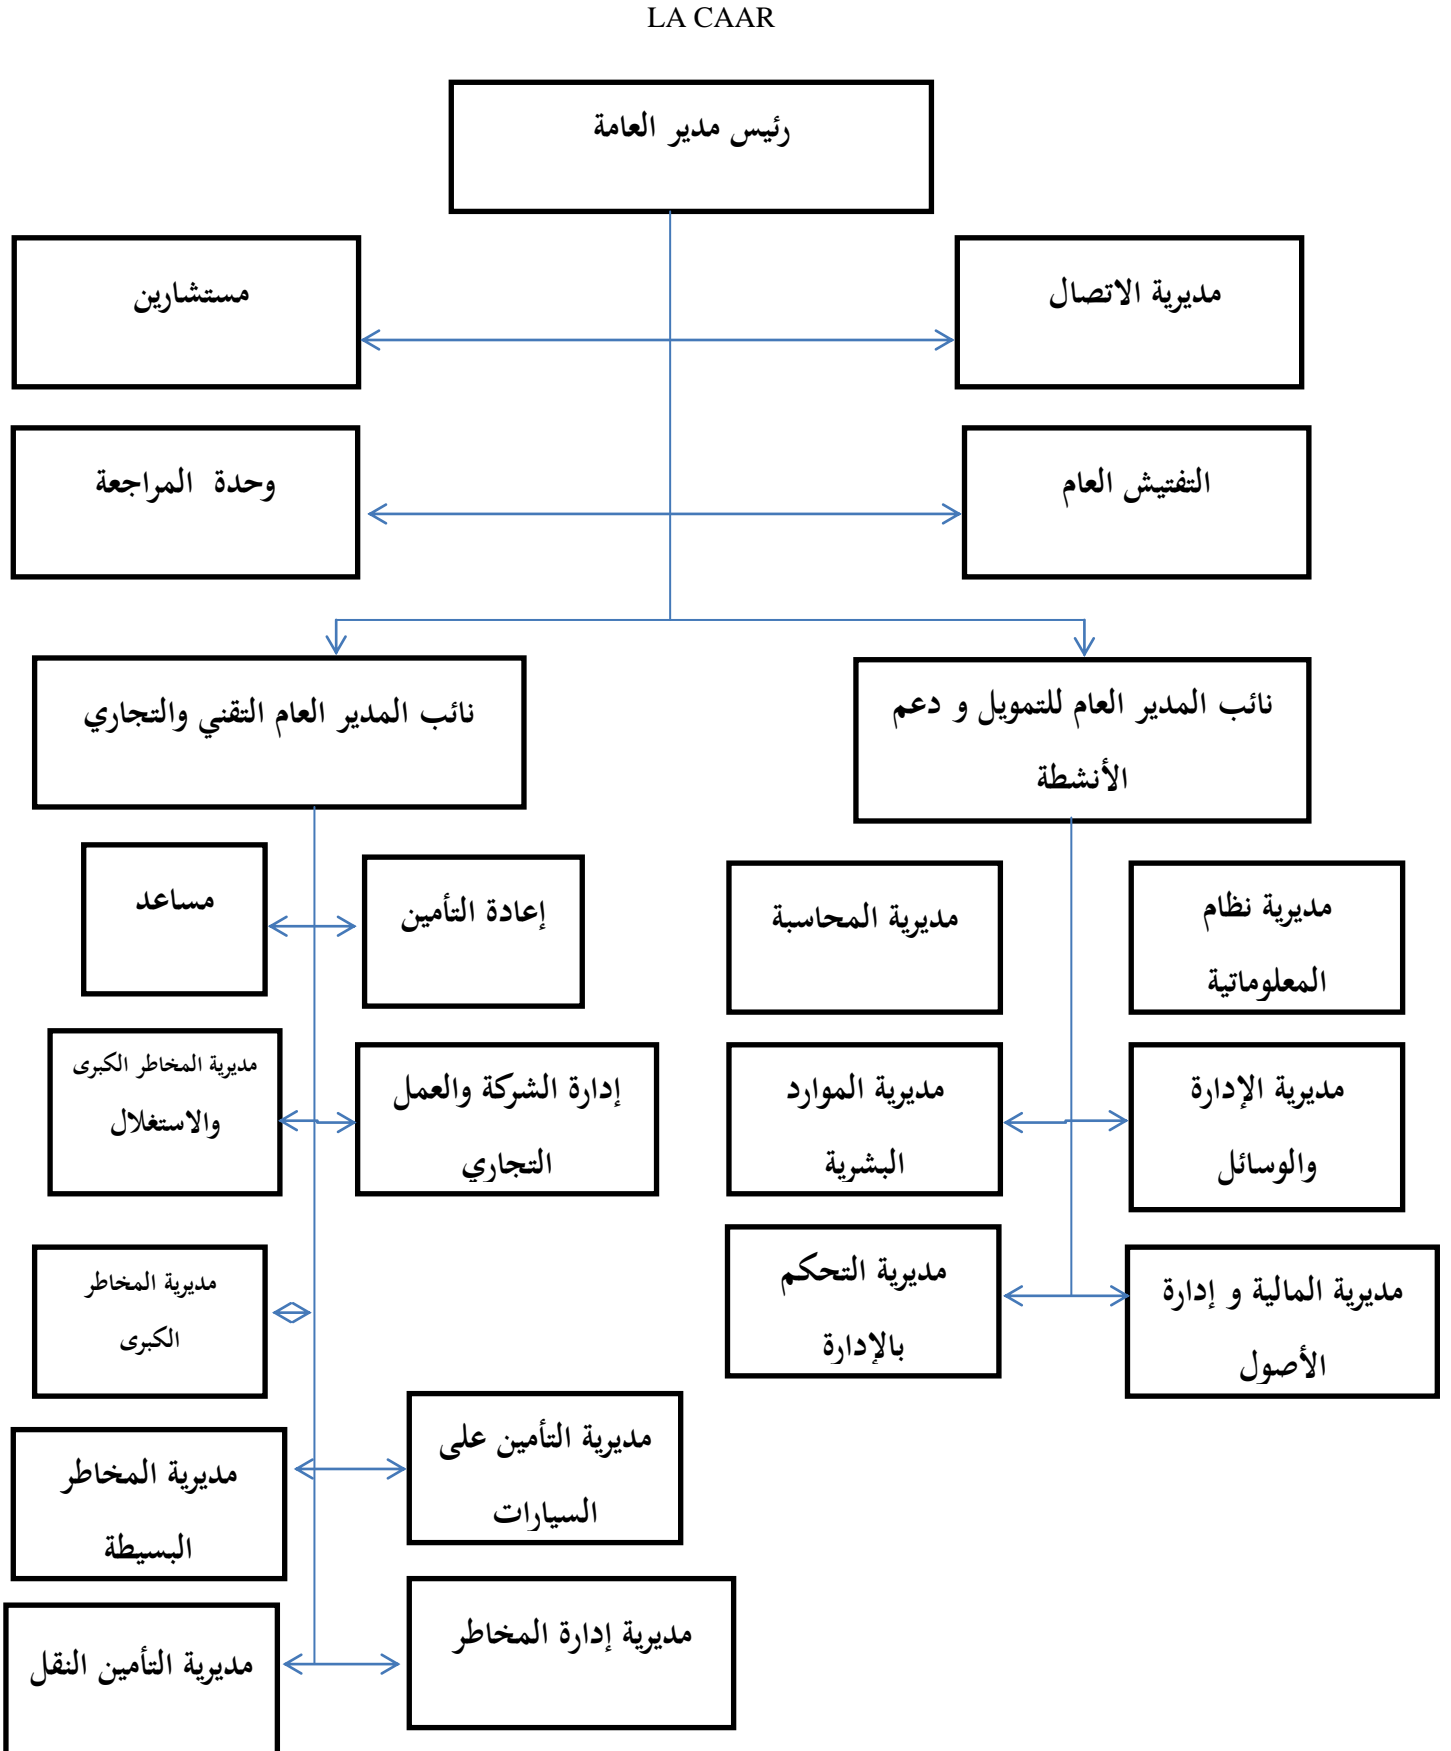 LA CAAR
رئيس مدير العامة
مديرية الاتصال
مستشارين
التفتيش العام
وحدة المراجعة
نائب المدير العام للتمويل و دعم
الأنشطة
نائب المدير العام التقني والتجاري
مديرية نظام
المعلوماتية
مديرية المحاسبة
إعادة التأمين
مساعد
مديرية الإدارة
والوسائل
مديرية الموارد
البشرية
إدارة الشركة والعمل
التجاري
مديرية المخاطر الكبرى
والاستغلال
مديرية المالية و إدارة
الأصول
مديرية التحكم
بالإدارة
مديرية المخاطر
الكبرى
مديرية التأمين على
السيارات
مديرية المخاطر
البسيطة
مديرية إدارة المخاطر
مديرية التأمين النقل